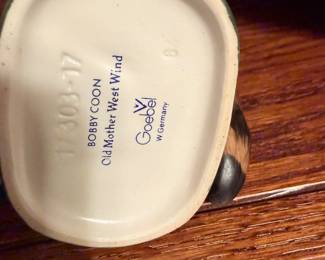 BOBBY COON
Old Mother West Wind
Goebel
W Germany